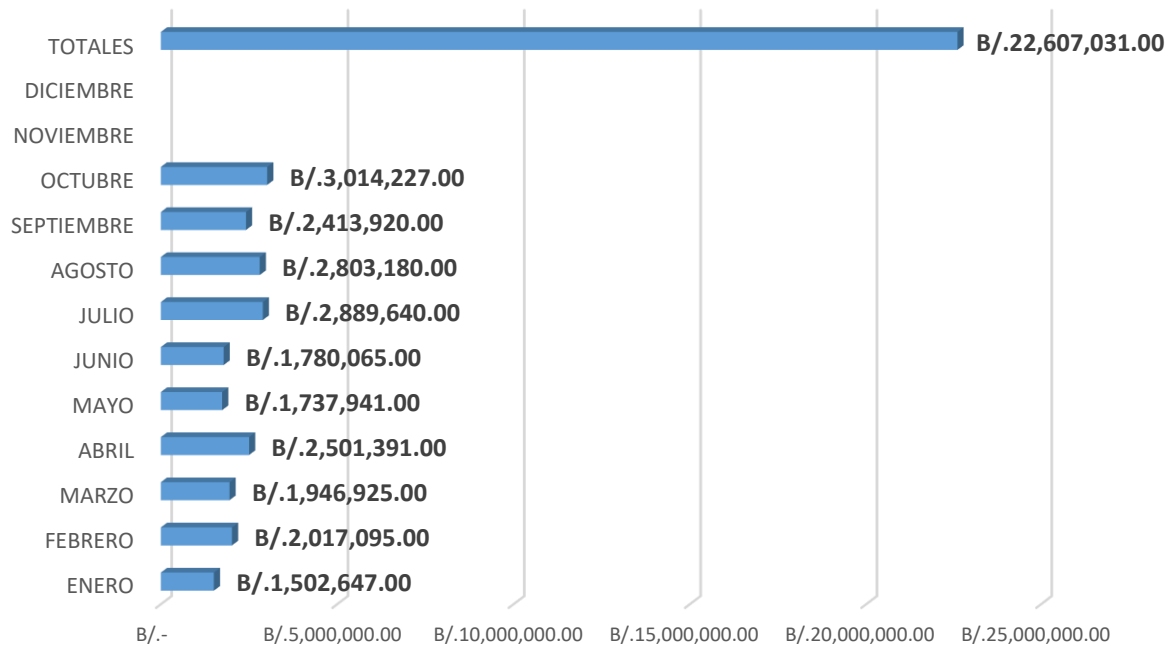 TOTALES B/.22,607,031.00
DICIEMBRE
NOVIEMBRE
OCTUBRE B/.3,014,227.00
SEPTIEMBRE B/.2,413,920.00
AGOSTO B/.2,803,180.00
JULIO B/.2,889,640.00
JUNIO B/.1,780,065.00
MAYO B/.1,737,941.00
ABRIL B/.2,501,391.00
MARZO B/.1,946,925.00
FEBRERO B/.2,017,095.00
ENERO B/.1,502,647.00
B/.- B/.5,000,000.00 B/.10,000,000.00 B/.15,000,000.00 B/.20,000,000.00 B/.25,000,000.00